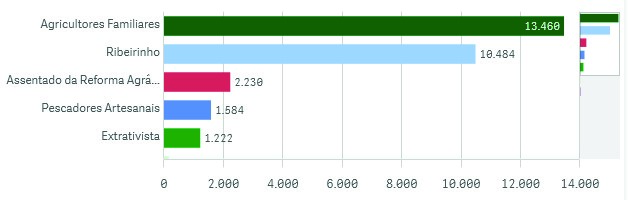 Agricultores Familiares 13.460
Ribeirinho 10.484
Assentado da Reforma Agrá... 2.230
Pescadores Artesanais 1.584
Extrativista 1.222
0 2.000 4.000 6.000 8.000 10.000 12.000 14.000